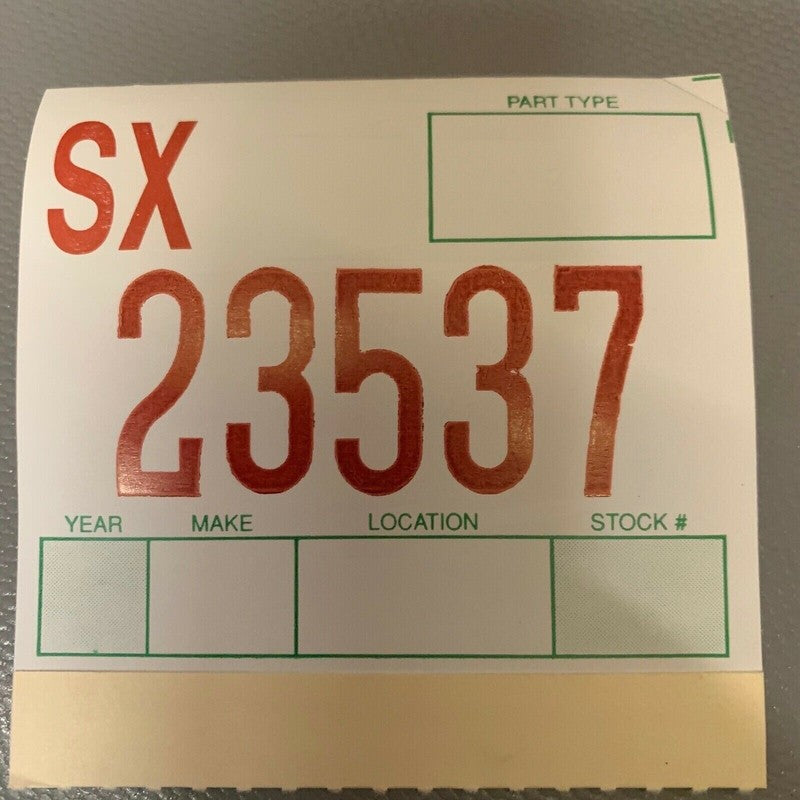 PART TYPE
SX
23537
YEAR MAKE LOCATION STOCK #